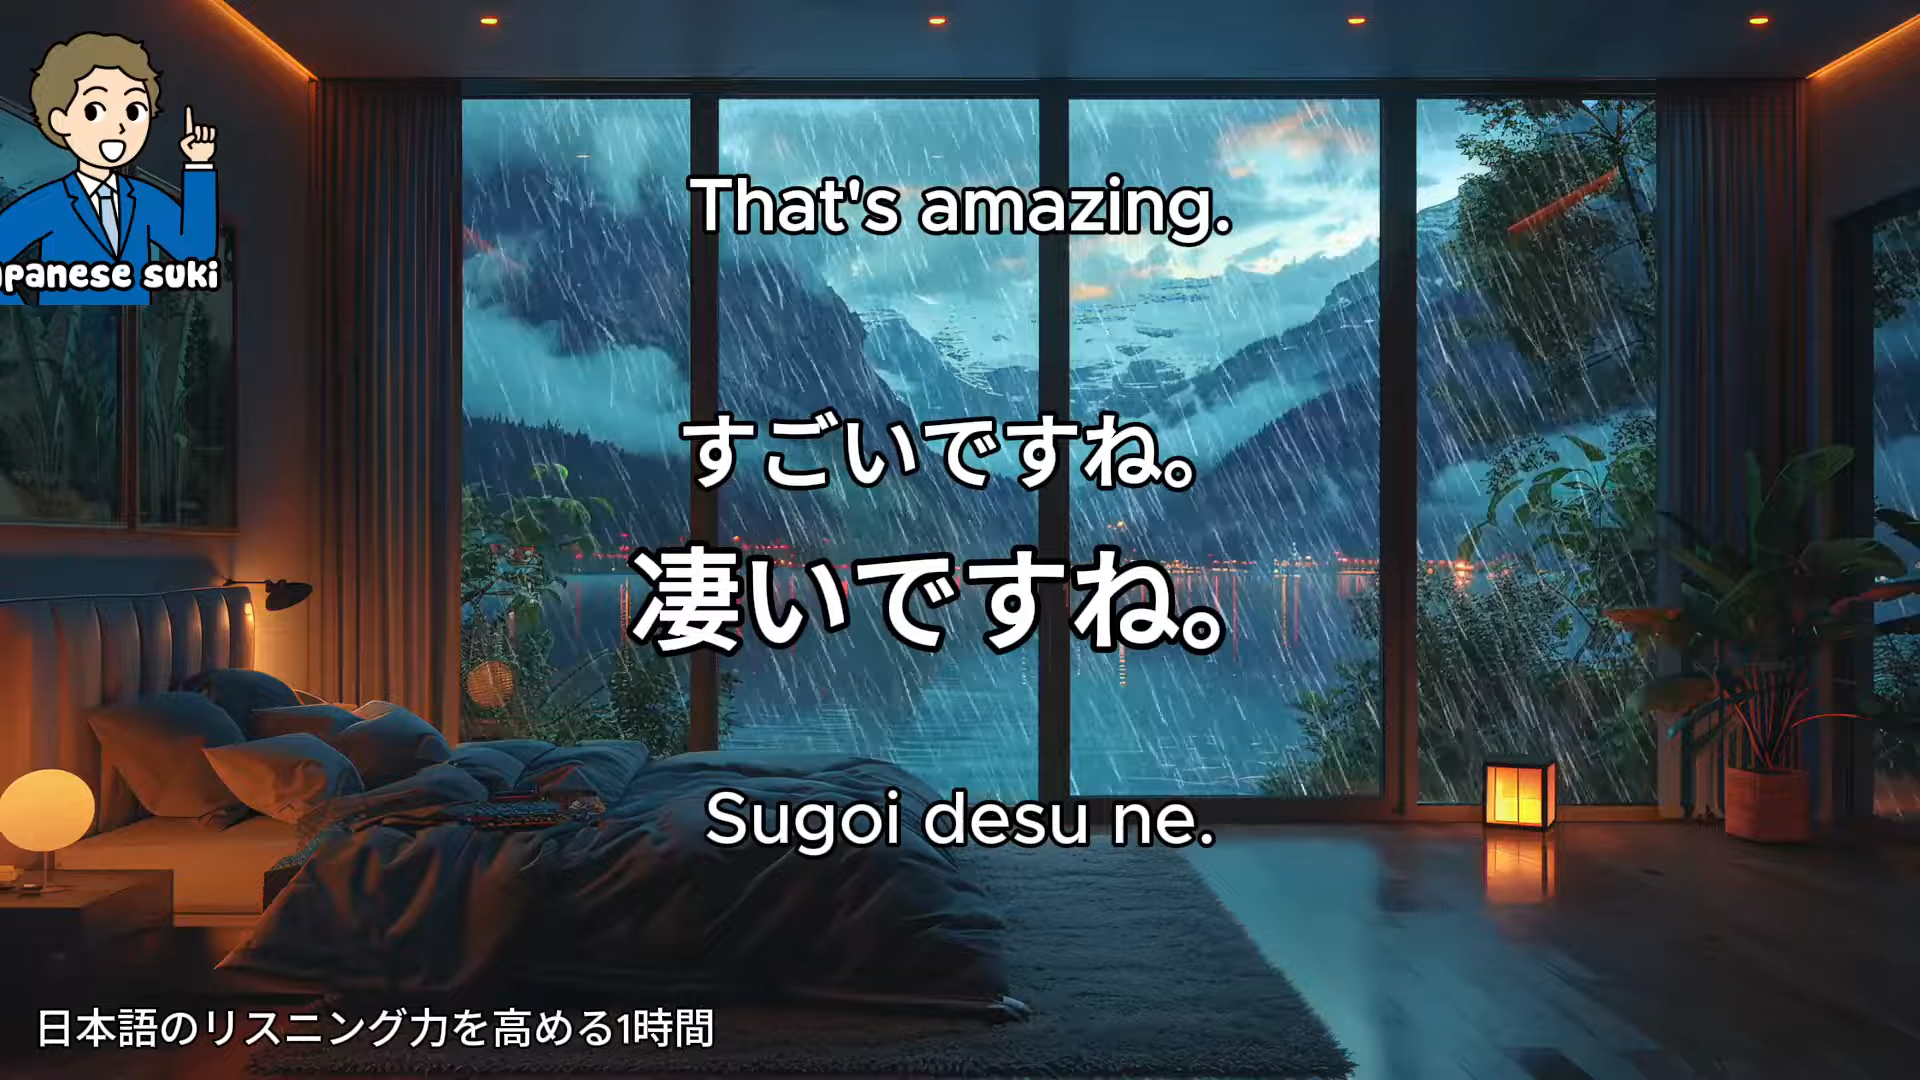 apanese suki
That's amazing.
すごいですね。
凄いですね。
Sugoi desu ne.
日本語のリスニング力を高める1時間